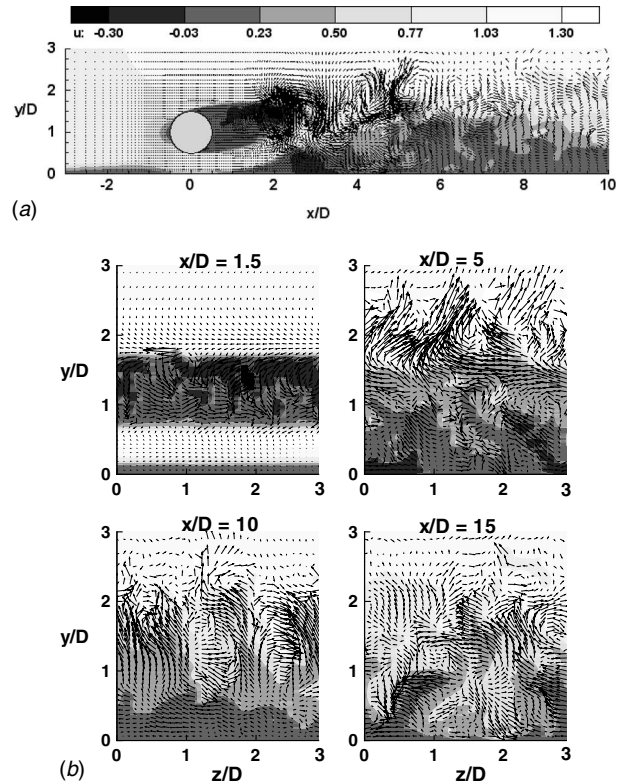 u: -0.30 -0.03 0.23 0.50 0.77 1.03 1.30
3
2
y/D
1
0
-2 0 2 4 6 8 10
x/D
(a)
x/D = 1.5
x/D = 5
3
3
2
2
y/D
1
1
0
0
0 1 2 3
0 1 2 3
x/D = 10
x/D = 15
3
3
2
2
y/D
1
1
0
0
0 1 2 3
0 1 2 3
(b)
z/D
z/D